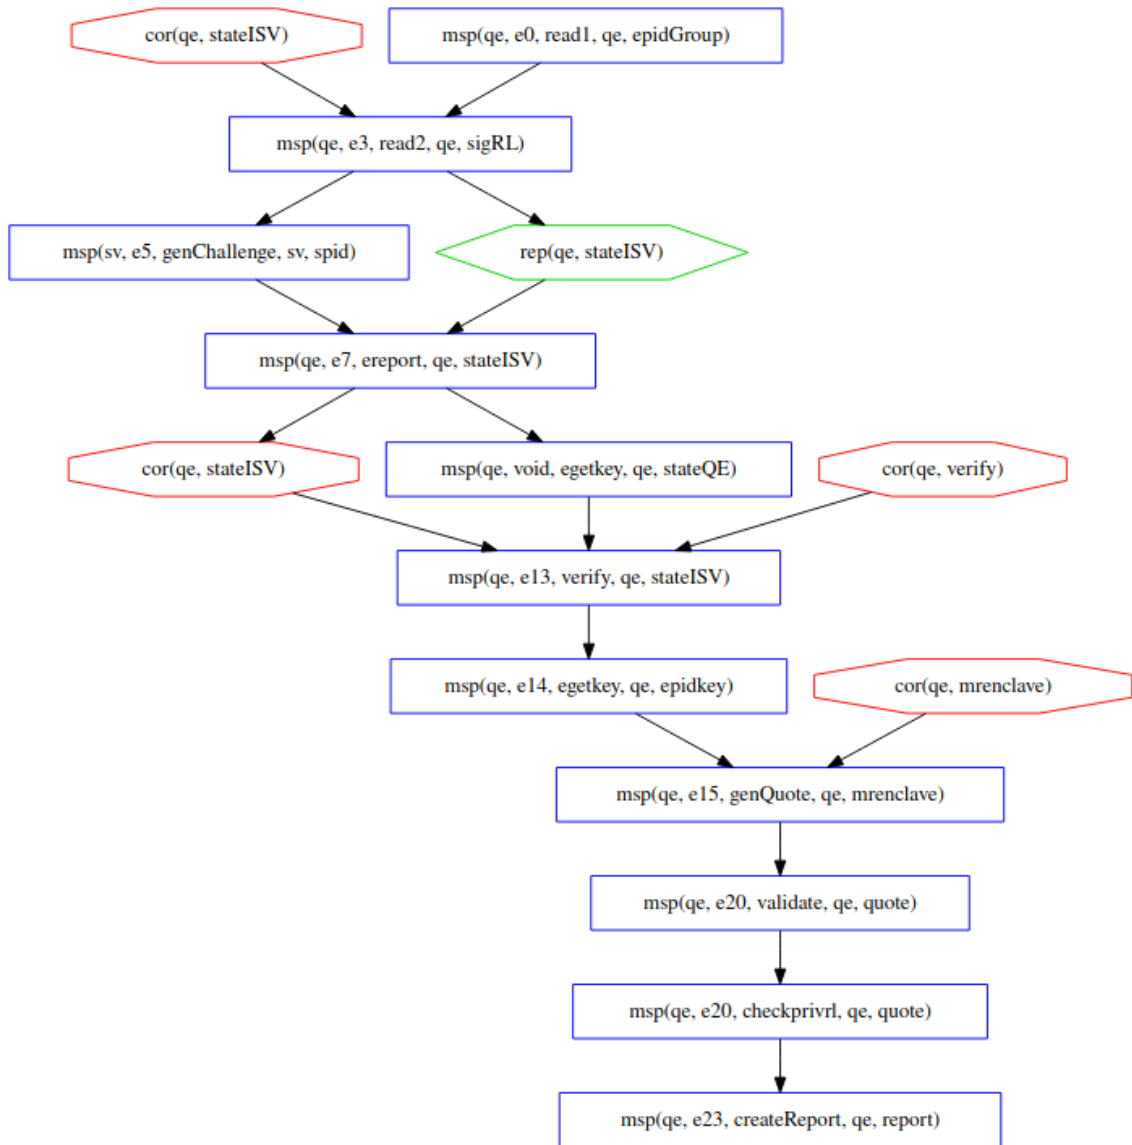 cor(qe, stateISV)
msp(qe, e0, read1, qe, epidGroup)
msp(qe, e3, read2, qe, sigRL)
msp(sv, e5, genChallenge, sv, spid)
rep(qe, stateISV)
msp(qe, e7, ereport, qe, stateISV)
cor(qe, stateISV)
msp(qe, void, egetkey, qe, stateQE)
cor(qe, verify)
msp(qe, e13, verify, qe, stateISV)
msp(qe, e14, egetkey, qe, epidkey)
cor(qe, mrenclave)
msp(qe, e15, genQuote, qe, mrenclave)
msp(qe, e20, validate, qe, quote)
msp(qe, e20, checkprivrl, qe, quote)
msp(qe, e23, createReport, qe, report)